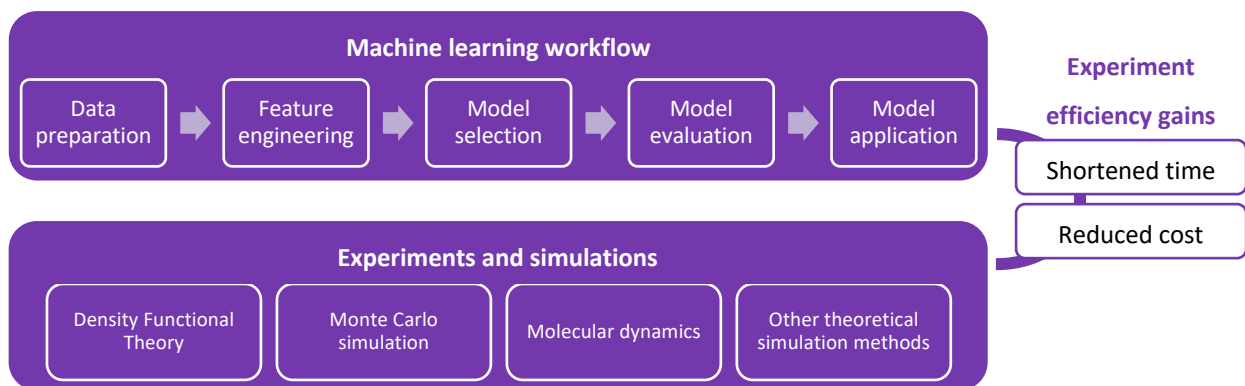 Machine learning workflow
Data
preparation
Feature
engineering
Model
selection
Model
evaluation
Model
application
Experiment
efficiency gains
Shortened time
Reduced cost
Experiments and simulations
Density Functional
Theory
Monte Carlo
simulation
Molecular dynamics
Other theoretical
simulation methods